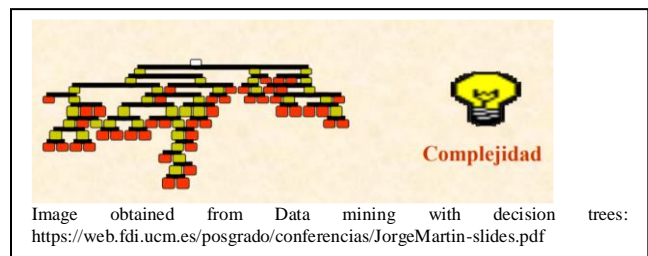 Complejidad
Image obtained from Data mining with decision trees:
https://web.fdi.ucm.es/posgrado/conferencias/JorgeMartin-slides.pdf